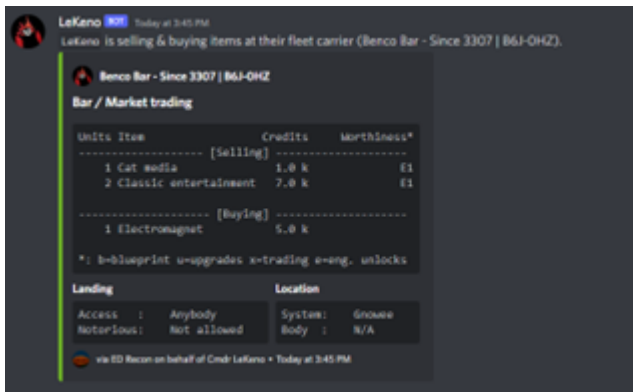 LeKeno BOT Today at 3:45 PM
LeKeno is selling & buying items at their fleet carrier (Benco Bar - Since 3307 | B6J-0HZ).
Benco Bar - Since 3307 | B6J-0HZ
Bar / Market trading
Units Item Credits Worthiness*
------------------- [Selling] --------------------
1 Cat media 1.0 k E1
2 Classic entertainment 7.0 k E1
------------------- [Buying] --------------------
1 Electromagnet 5.0 k
*: b=blueprint u=upgrades x=trading e=eng. unlocks
Landing Location
Access : Anybody System: Gnowee
Notorious: Not allowed Body : N/A
via ED Recon on behalf of Cmdr LeKeno • Today at 3:45 PM